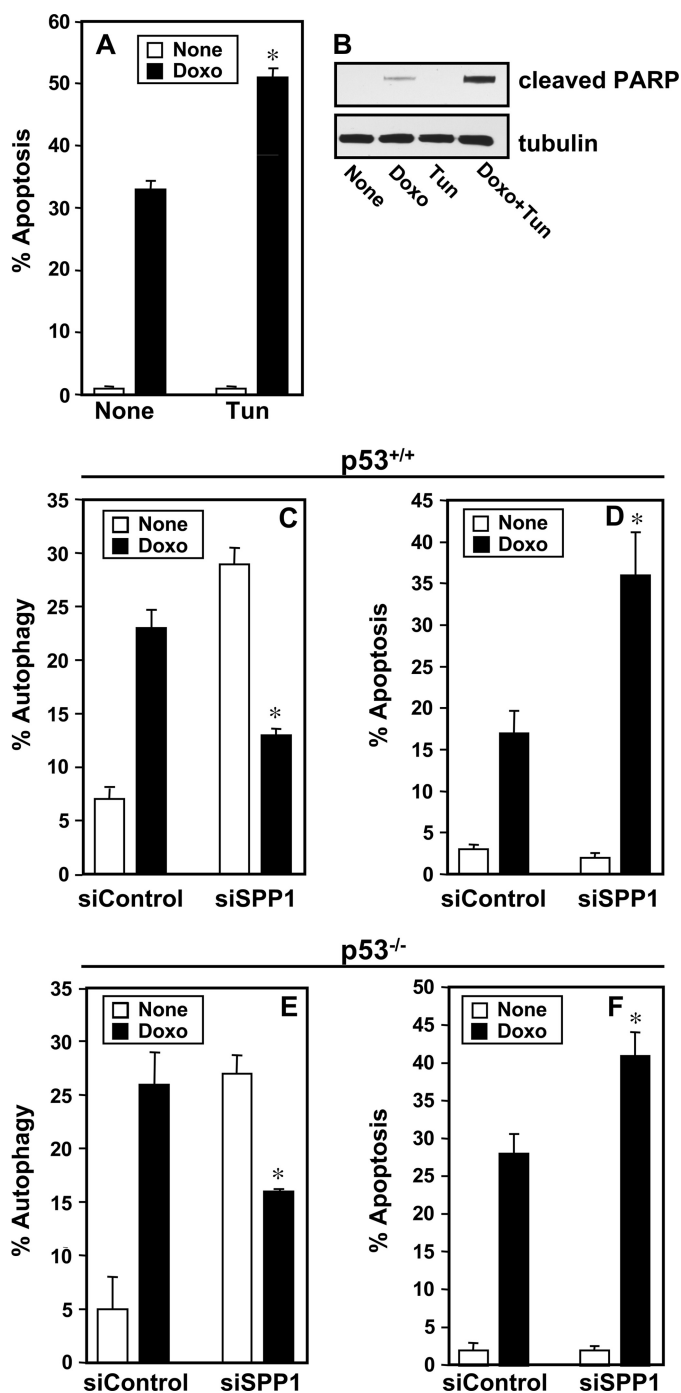 A
None
Doxo
% Apoptosis
60
50
40
30
20
10
0
*
None Tun
B
cleaved PARP
tubulin
None Doxo Tun Doxo+Tun
p53+/+
C
None
Doxo
% Autophagy
35
30
25
20
15
10
5
0
*
siControl siSPP1
D
None
Doxo
% Apoptosis
45
40
35
30
25
20
15
10
5
0
*
siControl siSPP1
p53-/-
E
None
Doxo
% Autophagy
35
30
25
20
15
10
5
0
*
siControl siSPP1
F
None
Doxo
% Apoptosis
50
45
40
35
30
25
20
15
10
5
0
*
siControl siSPP1